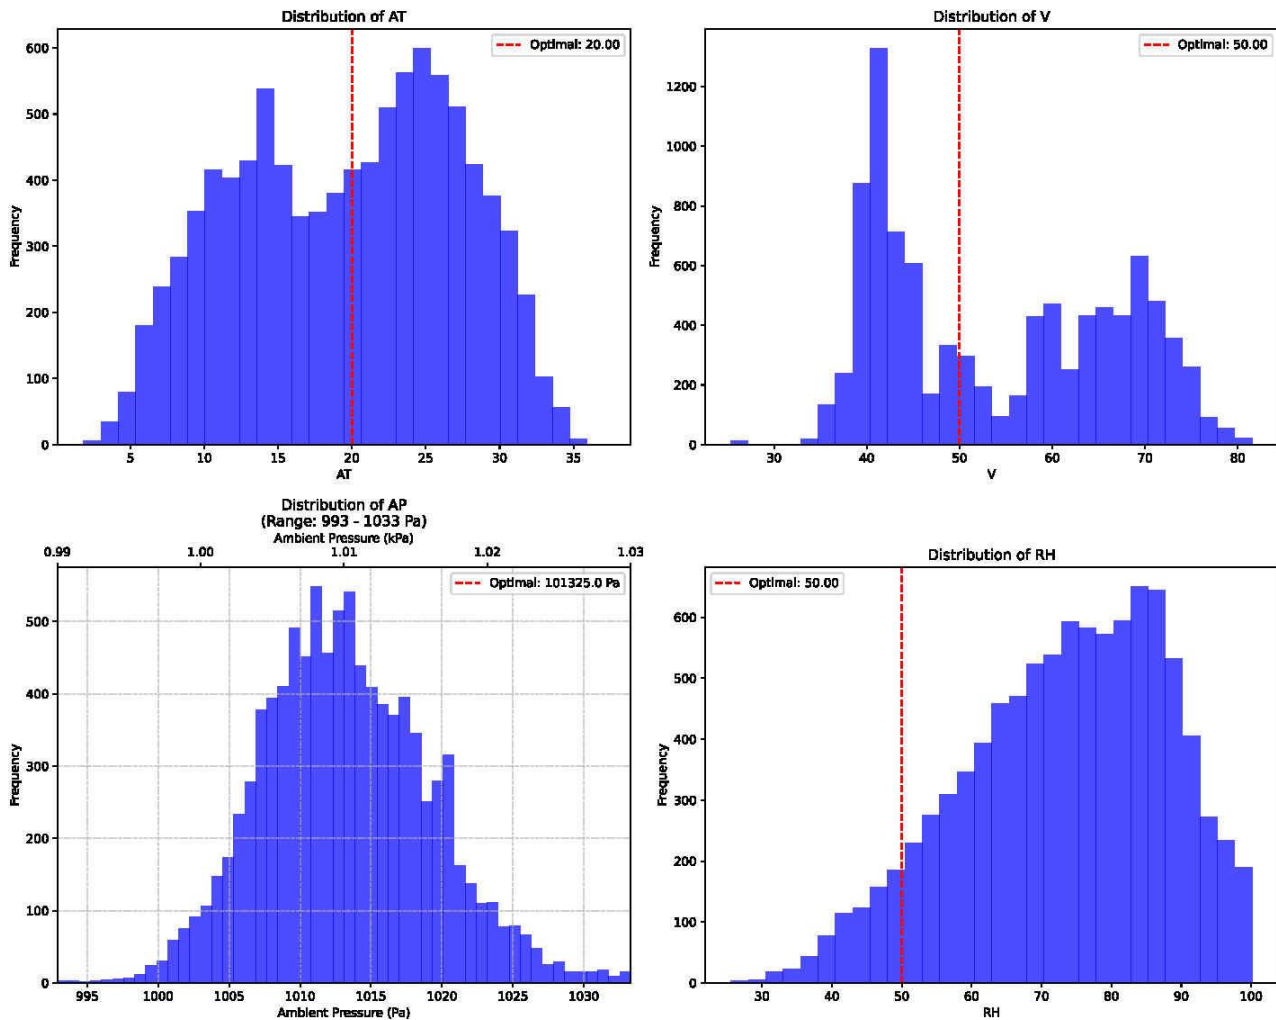 Distribution of AT
600
500
400
300
200
100
0
Frequency
Optimal: 20.00
5 10 15 20 25 30 35
AT
Distribution of V
1400
1200
1000
800
600
400
200
0
Frequency
Optimal: 50.00
30 40 50 60 70 80
V
Distribution of AP
(Range: 993 - 1033 Pa)
Ambient Pressure (kPa)
0.99 1.00 1.01 1.02 1.03
500
400
300
200
100
0
Frequency
Optimal: 101325.0 Pa
995 1000 1005 1010 1015 1020 1025 1030
Ambient Pressure (Pa)
Distribution of RH
600
500
400
300
200
100
0
Frequency
Optimal: 50.00
30 40 50 60 70 80 90 100
RH